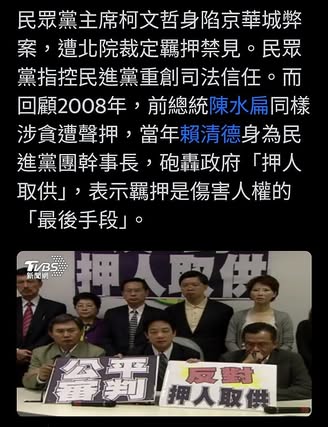 民眾黨主席柯文哲身陷京華城弊
案，遭北院裁定羈押禁見。民眾
黨指控民進黨重創司法信任。而
回顧2008年，前總統陳水扁同樣
涉貪遭聲押，當年賴清德身為民
進黨團幹事長，砲轟政府「押人
取供」，表示羈押是傷害人權的
「最後手段」。
TVBS
新聞網
押人取供
公平
審判
反對
押人取供